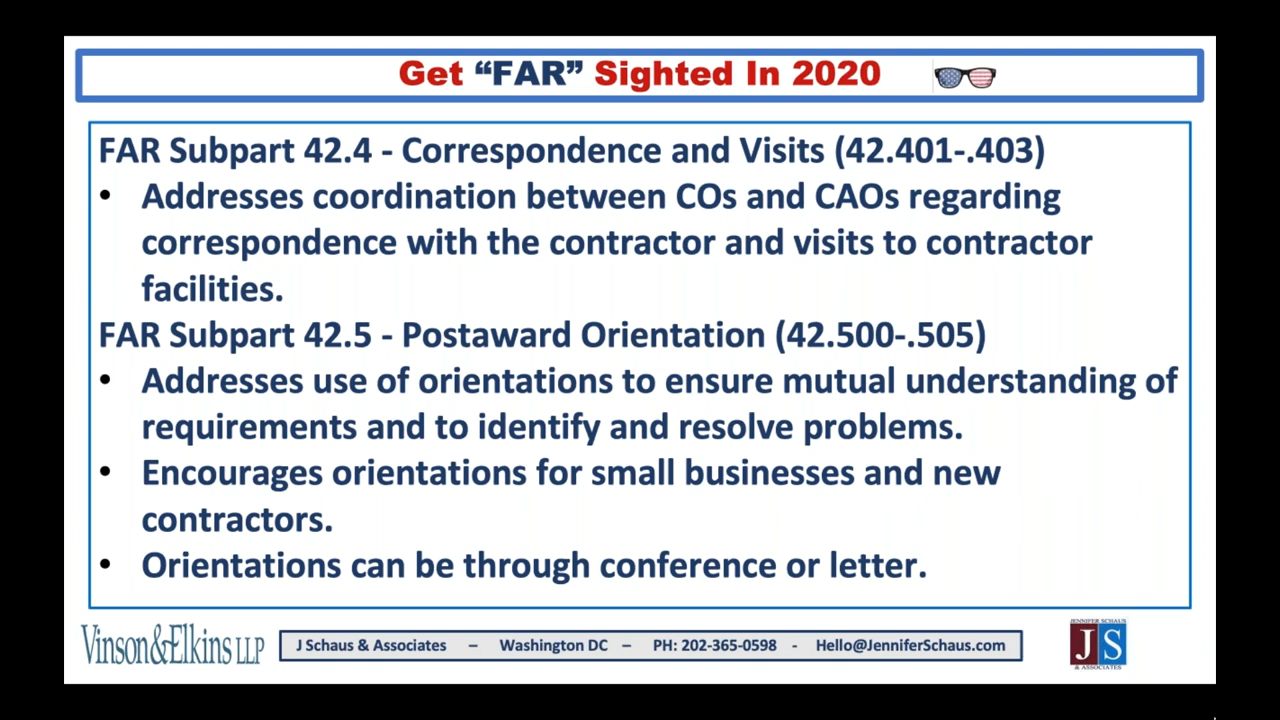 Get “FAR” Sighted In 2020
FAR Subpart 42.4 - Correspondence and Visits (42.401-.403)
• Addresses coordination between COs and CAOs regarding
correspondence with the contractor and visits to contractor
facilities.
FAR Subpart 42.5 - Postaward Orientation (42.500-.505)
• Addresses use of orientations to ensure mutual understanding of
requirements and to identify and resolve problems.
• Encourages orientations for small businesses and new
contractors.
• Orientations can be through conference or letter.
Vinson&Elkins LLP
J Schaus & Associates – Washington DC – PH: 202-365-0598 - Hello@JenniferSchaus.com
JENNIFER SCHAUS
JS
& ASSOCIATES